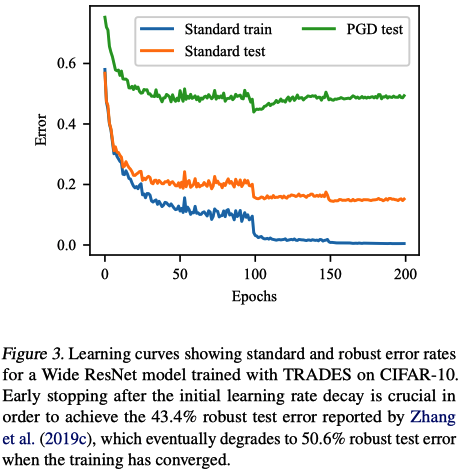 Standard train
Standard test
PGD test
Error
0.6
0.4
0.2
0.0
0
50
100
150
200
Epochs
Figure 3. Learning curves showing standard and robust error rates
for a Wide ResNet model trained with TRADES on CIFAR-10.
Early stopping after the initial learning rate decay is crucial in
order to achieve the 43.4% robust test error reported by Zhang
et al. (2019c), which eventually degrades to 50.6% robust test error
when the training has converged.